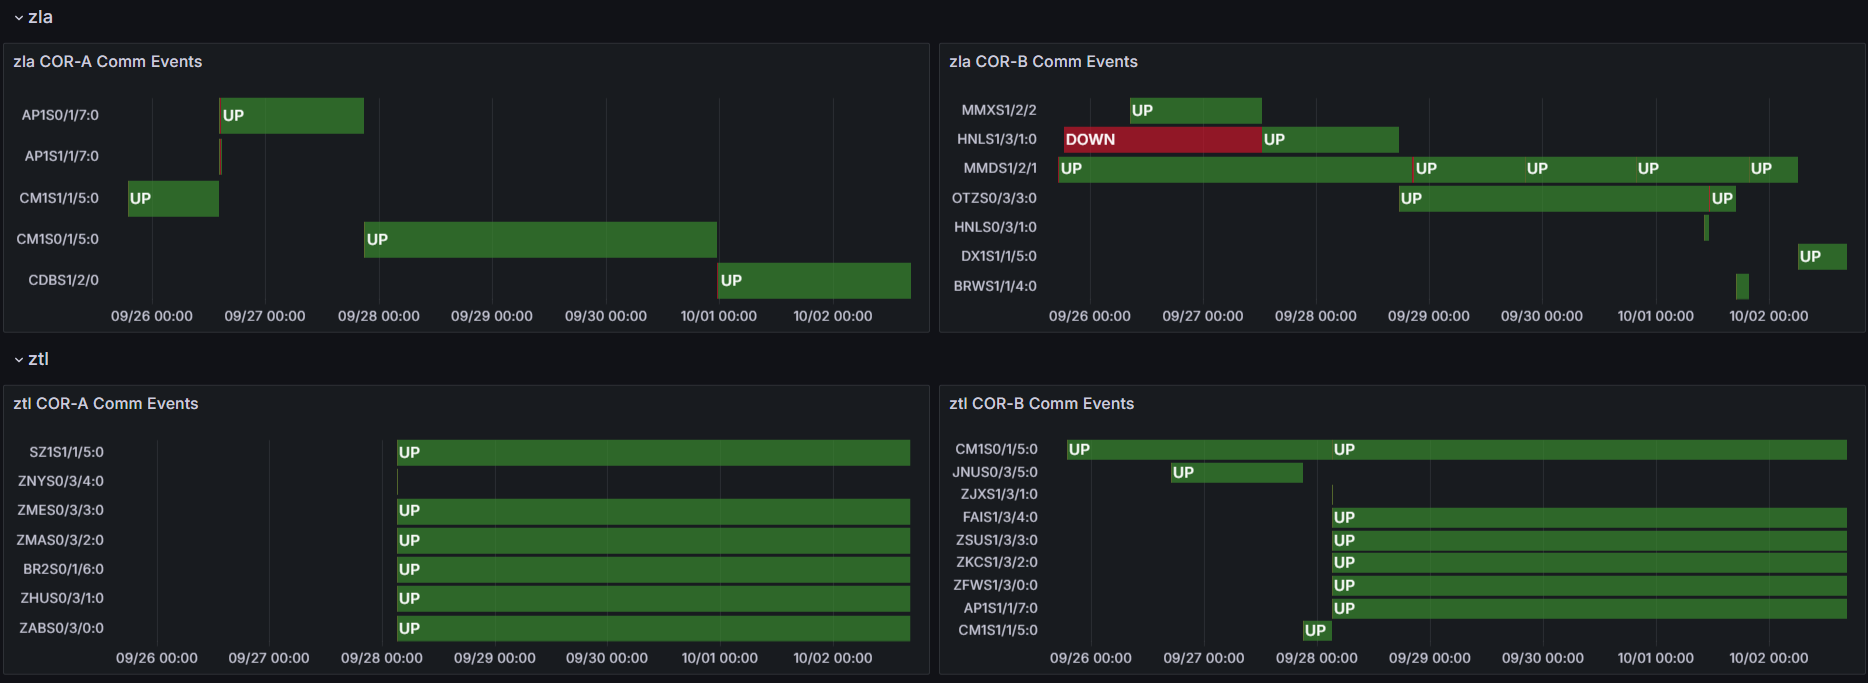 zla
zla COR-A Comm Events
AP1S0/1/7:0 UP
AP1S1/1/7:0
CM1S1/1/5:0 UP
CM1S0/1/5:0 UP
CDBS1/2/0 UP
09/26 00:00 09/27 00:00 09/28 00:00 09/29 00:00 09/30 00:00 10/01 00:00 10/02 00:00
zla COR-B Comm Events
MMXS1/2/2 UP
HNLS1/3/1:0 DOWN UP
MMDS1/2/1 UP UP UP UP UP
OTZS0/3/3:0 UP UP
HNLS0/3/1:0
DX1S1/1/5:0 UP
BRWS1/1/4:0
09/26 00:00 09/27 00:00 09/28 00:00 09/29 00:00 09/30 00:00 10/01 00:00 10/02 00:00
ztl
ztl COR-A Comm Events
SZ1S1/1/5:0 UP
ZNYS0/3/4:0
ZMES0/3/3:0 UP
ZMAS0/3/2:0 UP
BR2S0/1/6:0 UP
ZHUS0/3/1:0 UP
ZABS0/3/0:0 UP
09/26 00:00 09/27 00:00 09/28 00:00 09/29 00:00 09/30 00:00 10/01 00:00 10/02 00:00
ztl COR-B Comm Events
CM1S0/1/5:0 UP UP
JNUS0/3/5:0 UP
ZJXS1/3/1:0
FAIS1/3/4:0 UP
ZSUS1/3/3:0 UP
ZKCS1/3/2:0 UP
ZFWS1/3/0:0 UP
AP1S1/1/7:0 UP
CM1S1/1/5:0 UP
09/26 00:00 09/27 00:00 09/28 00:00 09/29 00:00 09/30 00:00 10/01 00:00 10/02 00:00